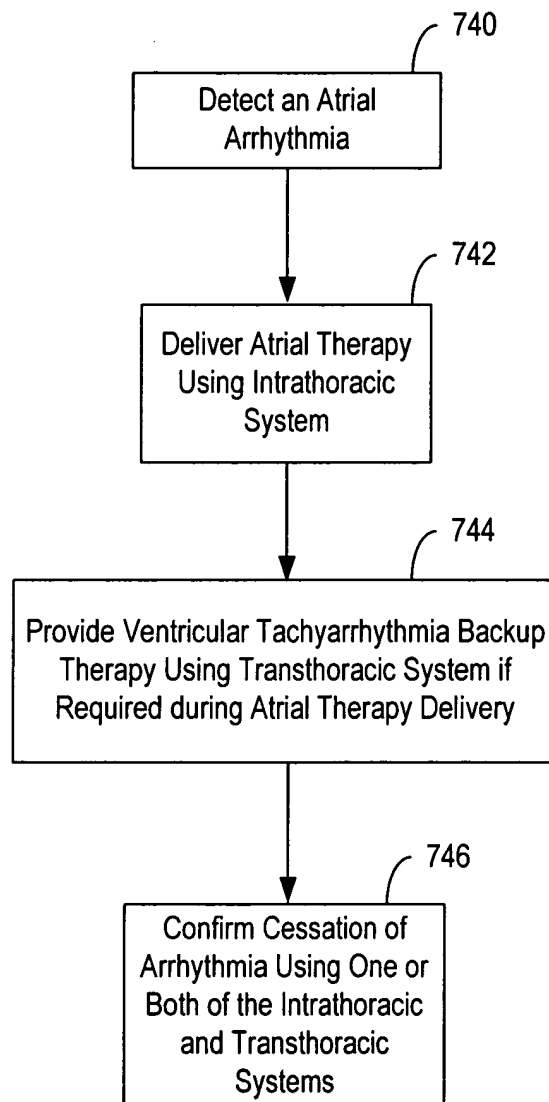 740
Detect an Atrial
Arrhythmia
742
Deliver Atrial Therapy
Using Intrathoracic
System
744
Provide Ventricular Tachyarrhythmia Backup
Therapy Using Transthoracic System if
Required during Atrial Therapy Delivery
746
Confirm Cessation of
Arrhythmia Using One or
Both of the Intrathoracic
and Transthoracic
Systems